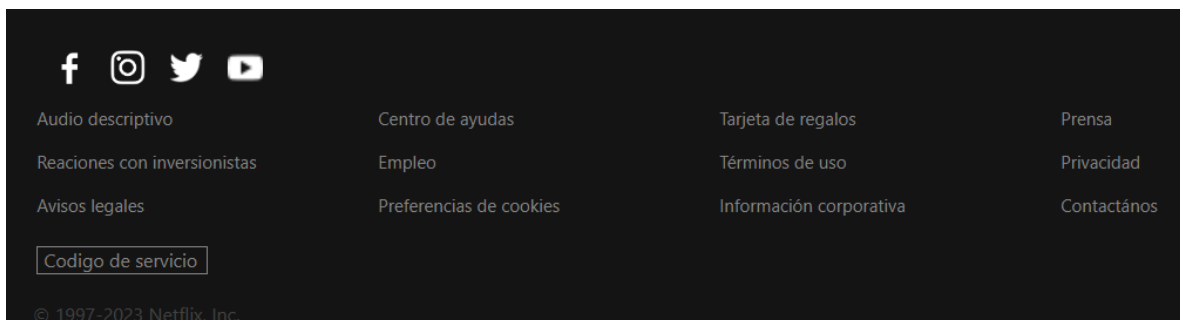 Audio descriptivo Centro de ayudas Tarjeta de regalos Prensa
Reaciones con inversionistas Empleo Términos de uso Privacidad
Avisos legales Preferencias de cookies Información corporativa Contactános
Codigo de servicio
© 1997-2023 Netflix, Inc.